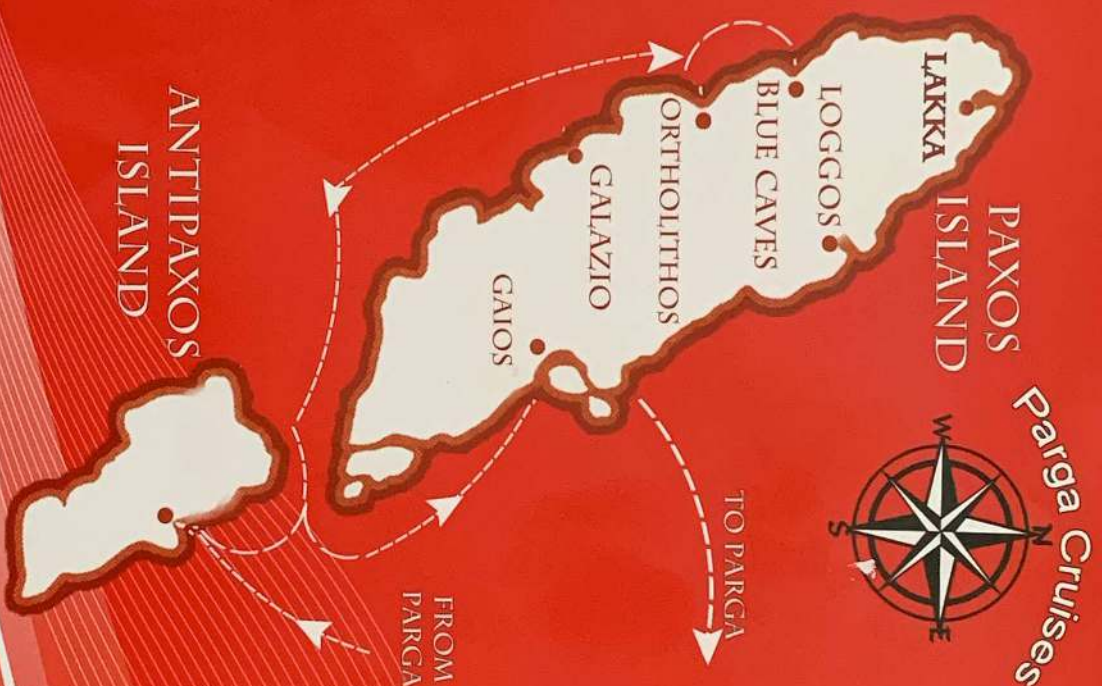 Parga Cruises
N
W
E
S
PAXOS
ISLAND
LAKKA
LOGGOS
BLUE CAVES
ORTHOLITHOS
GALAZIO
GAIOS
TO PARGA
FROM
PARGA
ANTIPAXOS
ISLAND